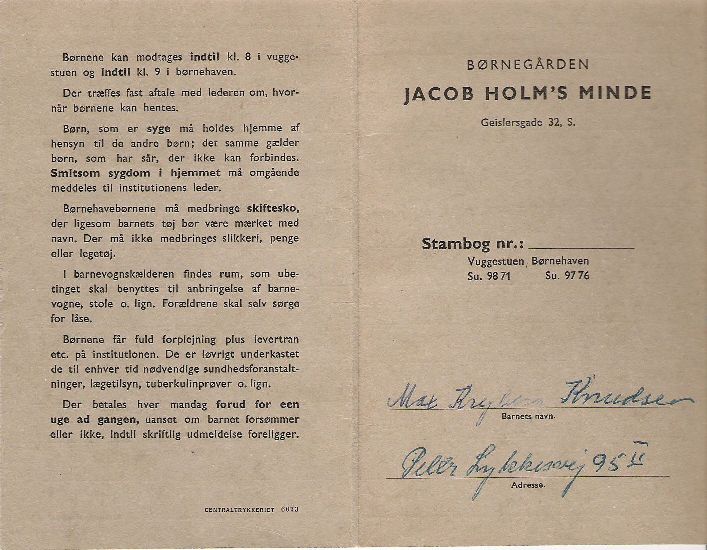 Børnene kan modtages indtil kl. 8 i vugge-
stuen og indtil kl. 9 i børnehaven.
Der træffes fast aftale med lederen om, hvor-
når børnene kan hentes.
Børn, som er syge må holdes hjemme af
hensyn til de andre børn; det samme gælder
børn, som har sår, der ikke kan forbindes.
Smitsom sygdom i hjemmet må omgående
meddeles til institutionens leder.
Børnehavebørnene må medbringe skiftesko,
der ligesom barnets tøj bør være mærket med
navn. Der må ikke medbringes slikkeri, penge
eller legetøj.
I barnevognskælderen findes rum, som ube-
tinget skal benyttes til anbringelse af barne-
vogne, stole o. lign. Forældrene skal selv sørge
for låse.
Børnene får fuld forplejning plus levertran
etc. på institutionen. De er iøvrigt underkastet
de til enhver tid nødvendige sundhedsforanstalt-
ninger, lægetilsyn, tuberkulinprøver o. lign.
Der betales hver mandag forud for een
uge ad gangen, uanset om barnet forsømmer
eller ikke, indtil skriftlig udmeldelse foreligger.
CENTRALTRYKKERIET
BØRNEGÅRDEN
JACOB HOLM'S MINDE
Geislersgade 32, S.
Stambog nr.:
Vuggestuen Børnehaven
Su. 9871 Su. 9776
Max Knudsen
Barnets navn.
Peter Lykkesvej 95 II
Adresse.